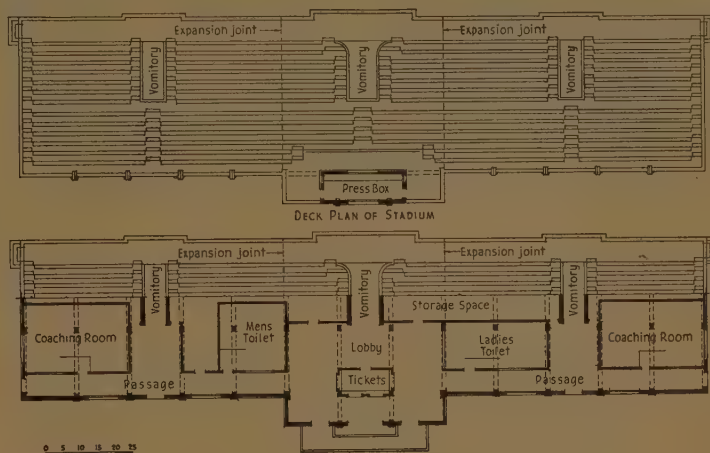 Expansion joint
Expansion joint
Vomitory
Vomitory
Vomitory
Press Box
DECK PLAN OF STADIUM
Expansion joint
Expansion joint
Vomitory
Vomitory
Vomitory
Storage Space
Coaching Room
Mens
Toilet
Lobby
Ladies
Toilet
Coaching Room
Passage
Tickets
Passage
0 5 10 15 20 25